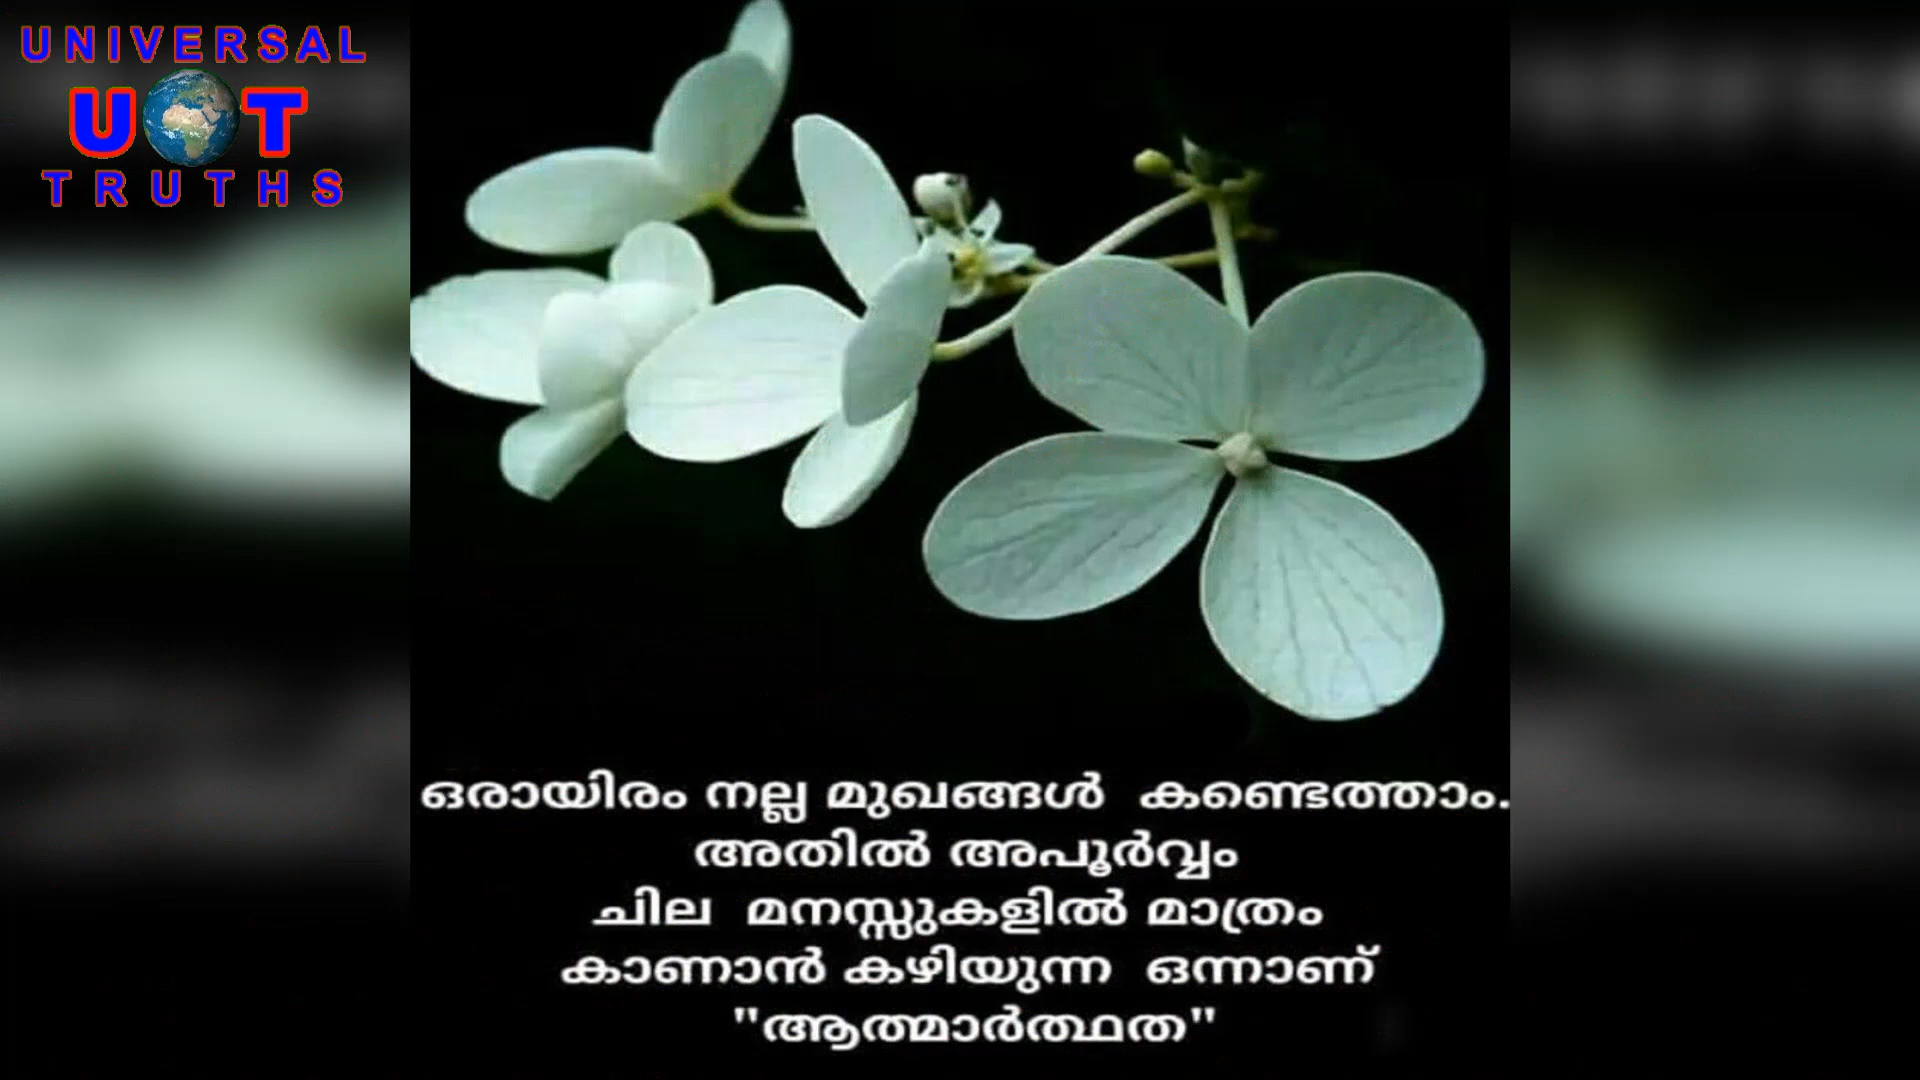 UNIVERSAL
UOT
TRUTHS
ഒരായിരം നല്ല മുഖങ്ങൾ കണ്ടെത്താം.
അതിൽ അപൂർവ്വം
ചില മനസ്സുകളിൽ മാത്രം
കാണാൻ കഴിയുന്ന ഒന്നാണ്
"ആത്മാർത്ഥത"